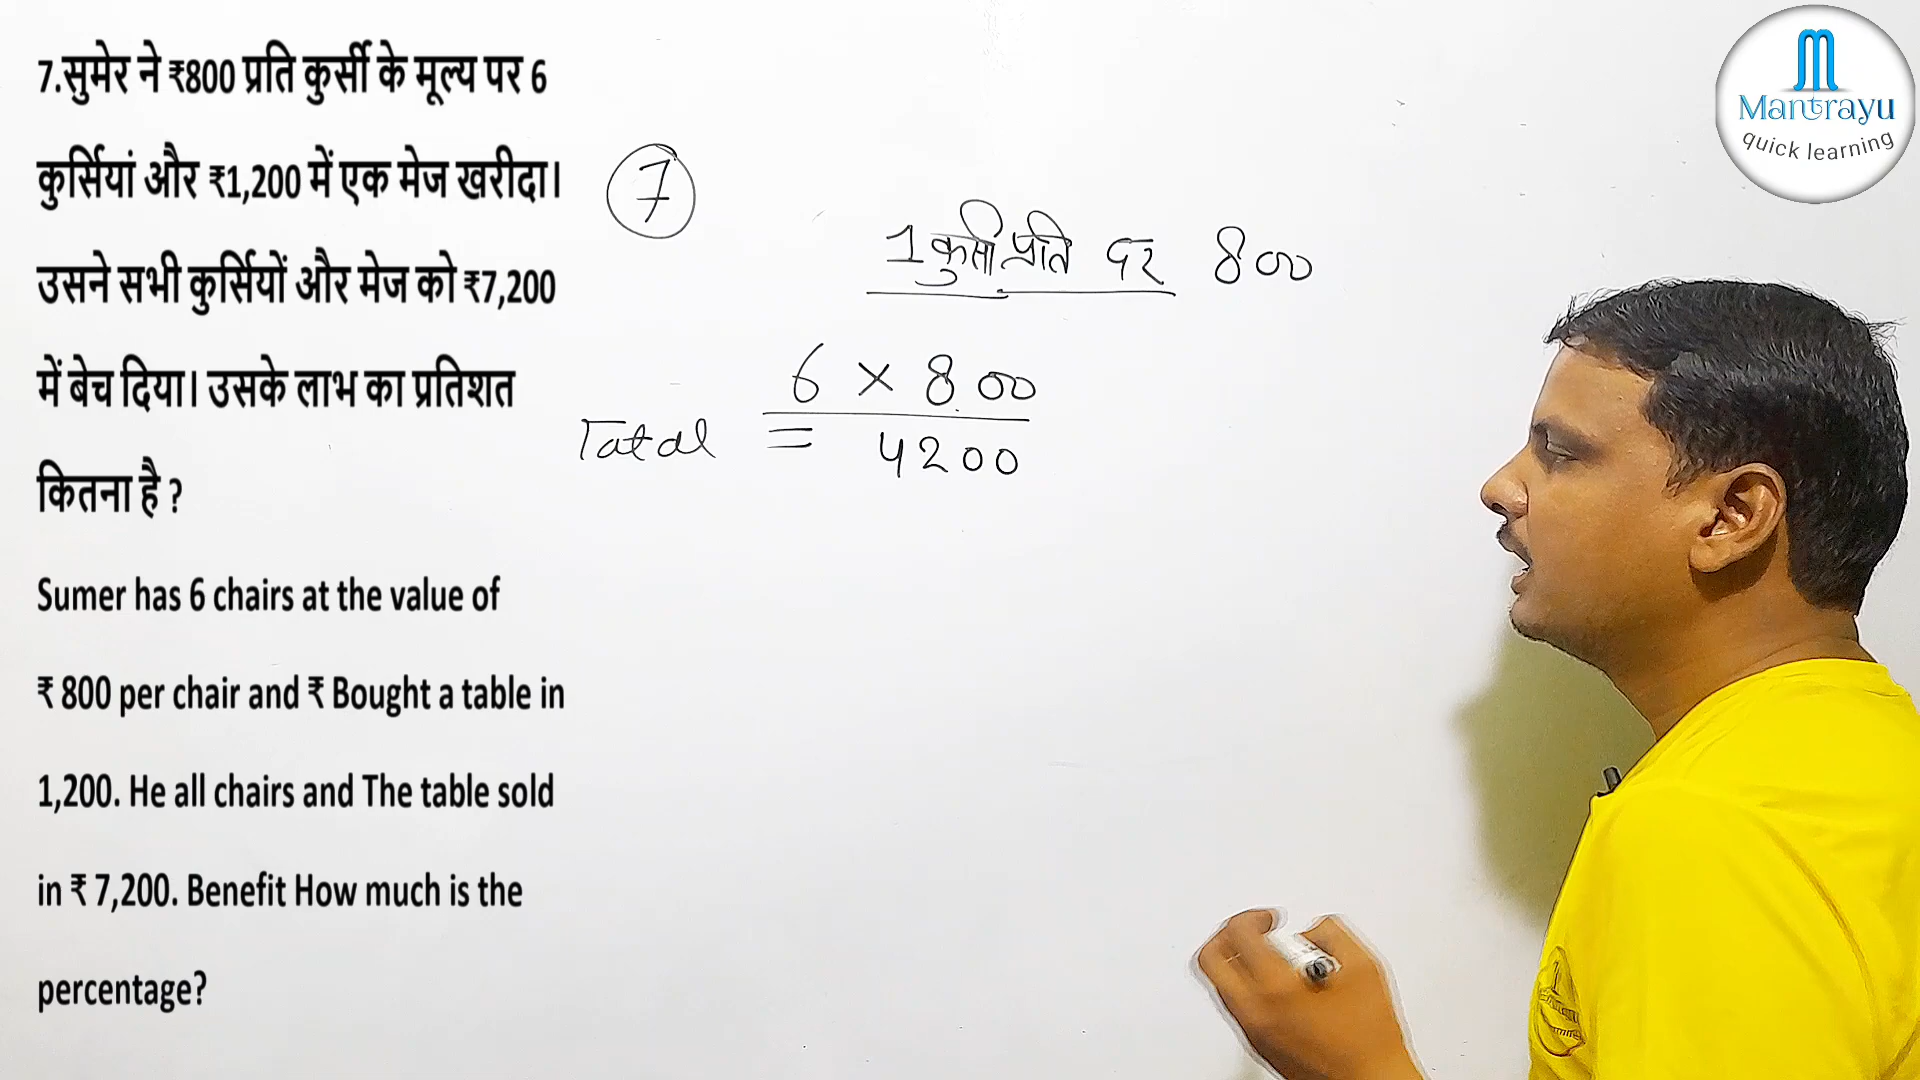 7.सुमेर ने ₹800 प्रति कुर्सी के मूल्य पर 6
कुर्सियां और ₹1,200 में एक मेज खरीदा।
उसने सभी कुर्सियों और मेज को ₹7,200
में बेच दिया। उसके लाभ का प्रतिशत
कितना है ?
Sumer has 6 chairs at the value of
₹ 800 per chair and ₹ Bought a table in
1,200. He all chairs and The table sold
in ₹ 7,200. Benefit How much is the
percentage?
7
1 कुर्सी प्रति दर 800
6 × 800
Tatal = 4200
Mantrayu
quick learning